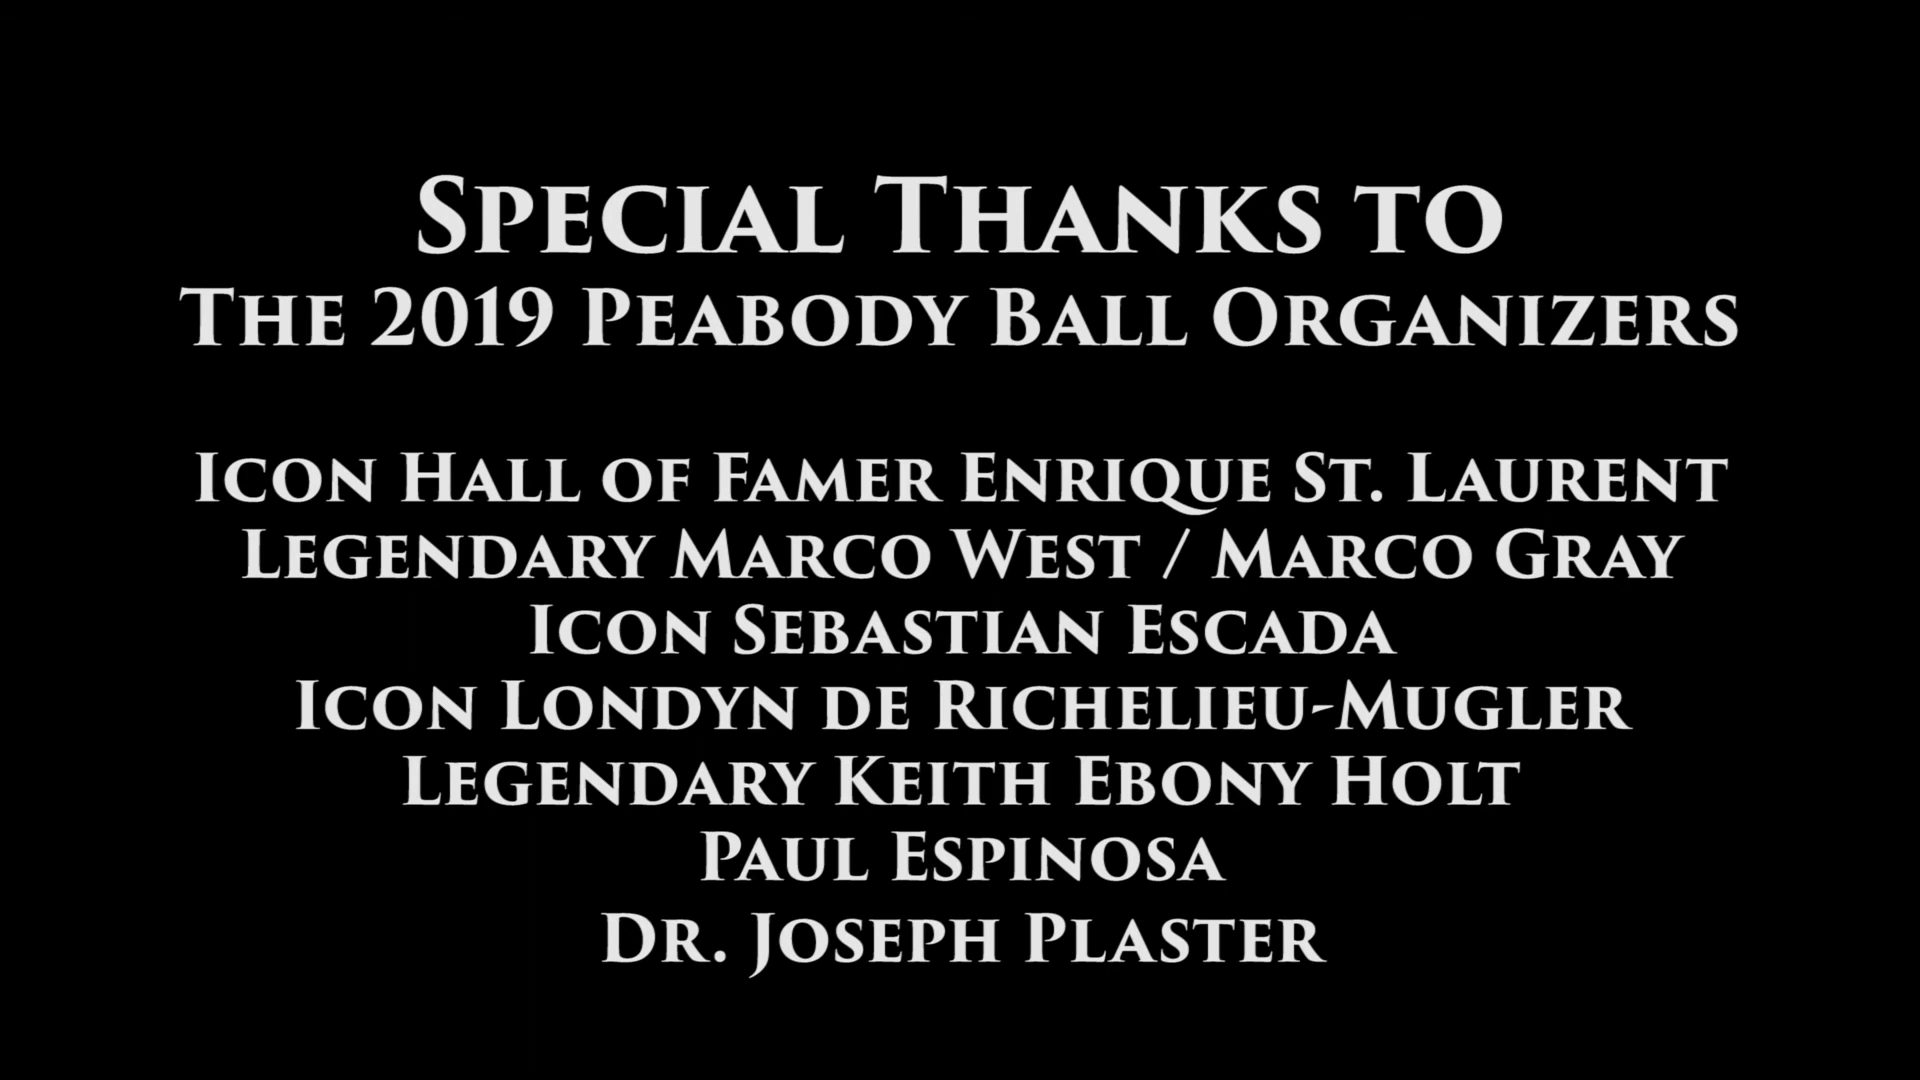 Special Thanks to
The 2019 Peabody Ball Organizers
Icon Hall of Famer Enrique St. Laurent
Legendary Marco West / Marco Gray
Icon Sebastian Escada
Icon Londyn de Richelieu-Mugler
Legendary Keith Ebony Holt
Paul Espinosa
Dr. Joseph Plaster